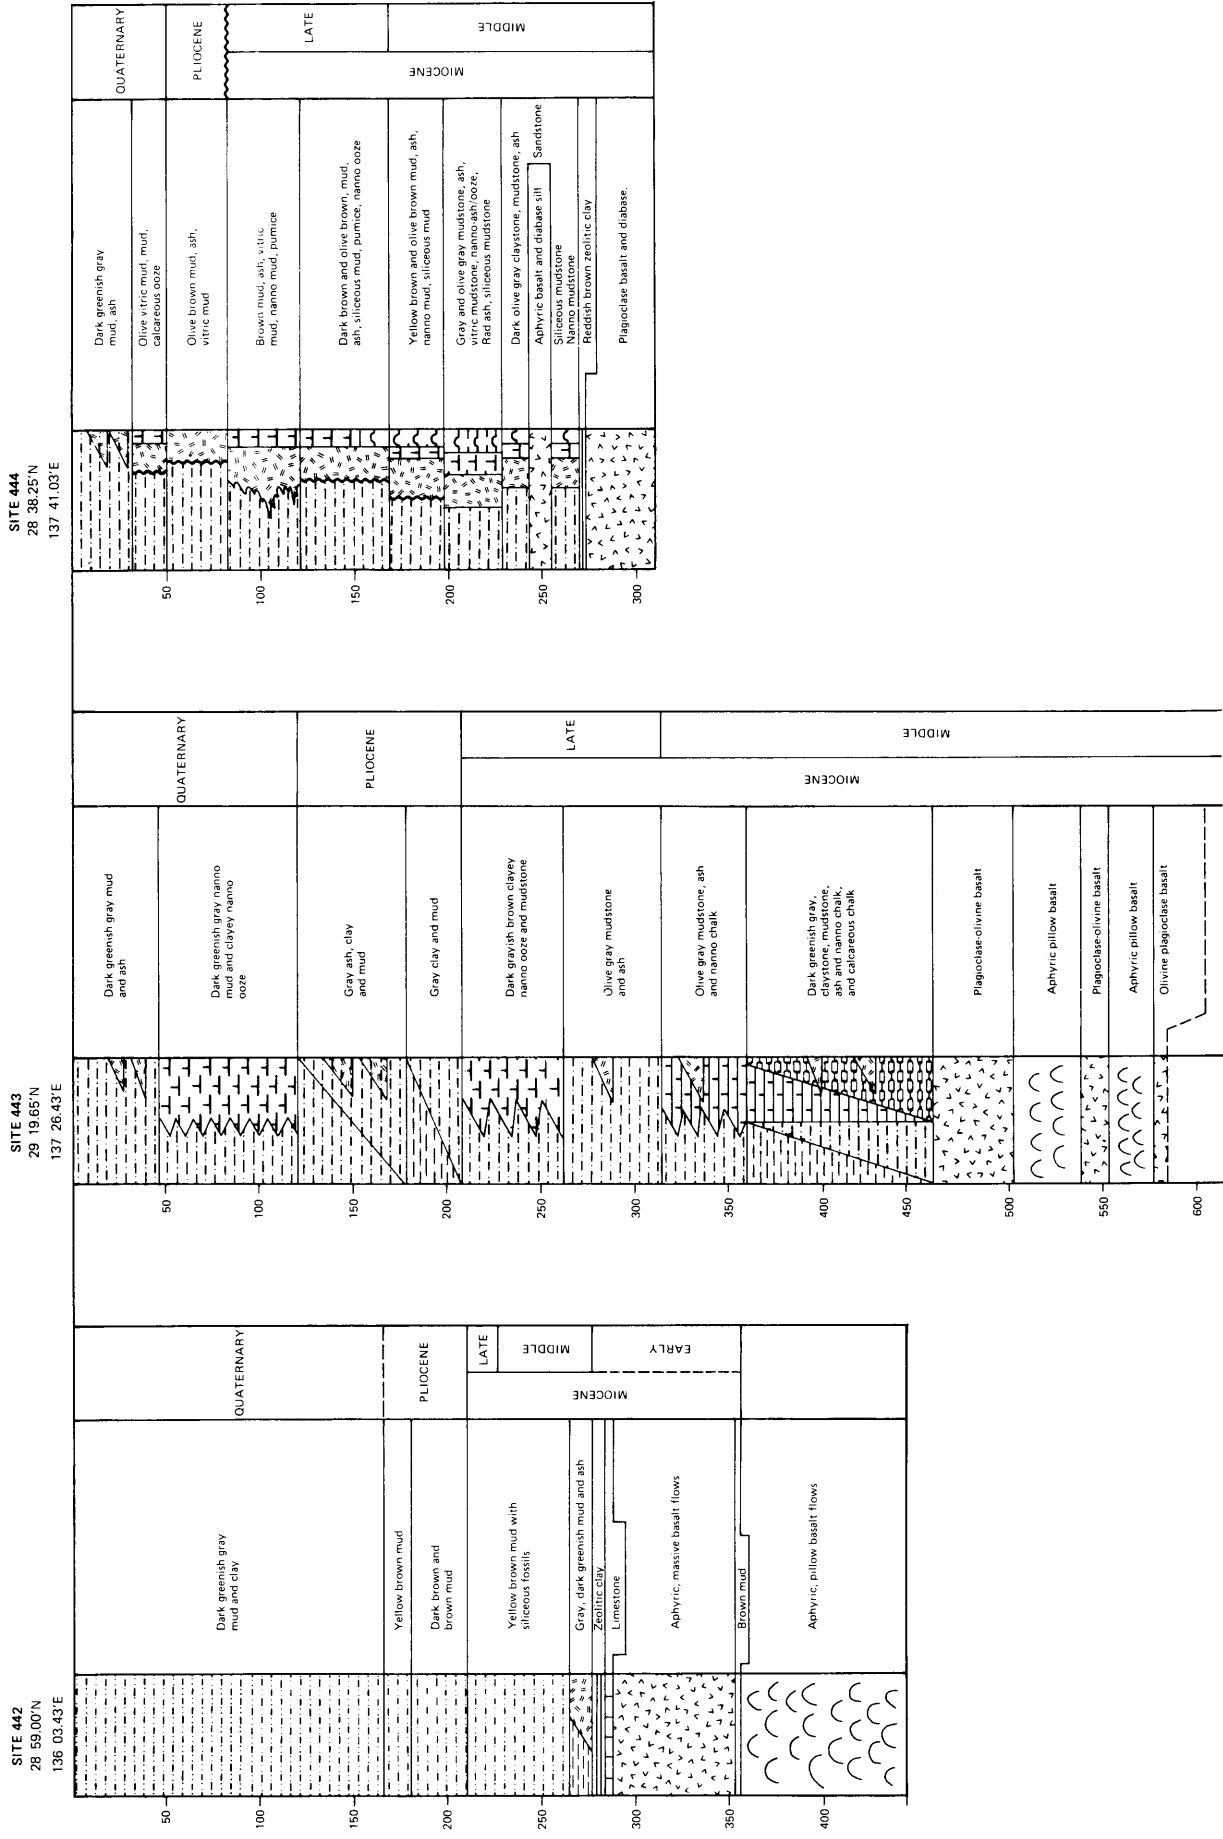 SITE 442
28 59.00'N
136 03.43'E
50
100
150
200
250
300
350
400
Dark greenish gray
mud and clay
Yellow brown mud
Dark brown and
brown mud
Yellow brown mud with
siliceous fossils
Gray, dark greenish mud and ash
Zeolitic clay
Limestone
Aphyric, massive basalt flows
Brown mud
Aphyric, pillow basalt flows
QUATERNARY
PLIOCENE
LATE
MIDDLE
EARLY
MIOCENE
SITE 443
29 19.65'N
137 26.43'E
50
100
150
200
250
300
350
400
450
500
550
600
Dark greenish gray mud
and ash
Dark greenish gray nanno
mud and clayey nanno
ooze
Gray ash, clay
and mud
Gray clay and mud
Dark grayish brown clayey
nanno ooze and mudstone
Olive gray mudstone
and ash
Olive gray mudstone, ash
and nanno chalk
Dark greenish gray,
claystone, mudstone,
ash and nanno chalk,
and calcareous chalk
Plagioclase-olivine basalt
Aphyric pillow basalt
Plagioclase-olivine basalt
Aphyric pillow basalt
Olivine plagioclase basalt
QUATERNARY
PLIOCENE
LATE
MIDDLE
MIOCENE
SITE 444
28 38.25'N
137 41.03'E
50
100
150
200
250
300
Dark greenish gray
mud, ash
Olive vitric mud, mud,
calcareous ooze
Olive brown mud, ash,
vitric mud
Brown mud, ash, vitric
mud, nanno mud, pumice
Dark brown and olive brown, mud,
ash, siliceous mud, pumice, nanno ooze
Yellow brown and olive brown mud, ash,
nanno mud, siliceous mud
Gray and olive gray mudstone, ash,
vitric mudstone, nanno-ash/ooze,
Rad ash, siliceous mudstone
Dark olive gray claystone, mudstone, ash
Aphyric basalt and diabase sill
Sandstone
Siliceous mudstone
Nanno mudstone
Reddish brown zeolitic clay
Plagioclase basalt and diabase.
QUATERNARY
PLIOCENE
LATE
MIDDLE
MIOCENE